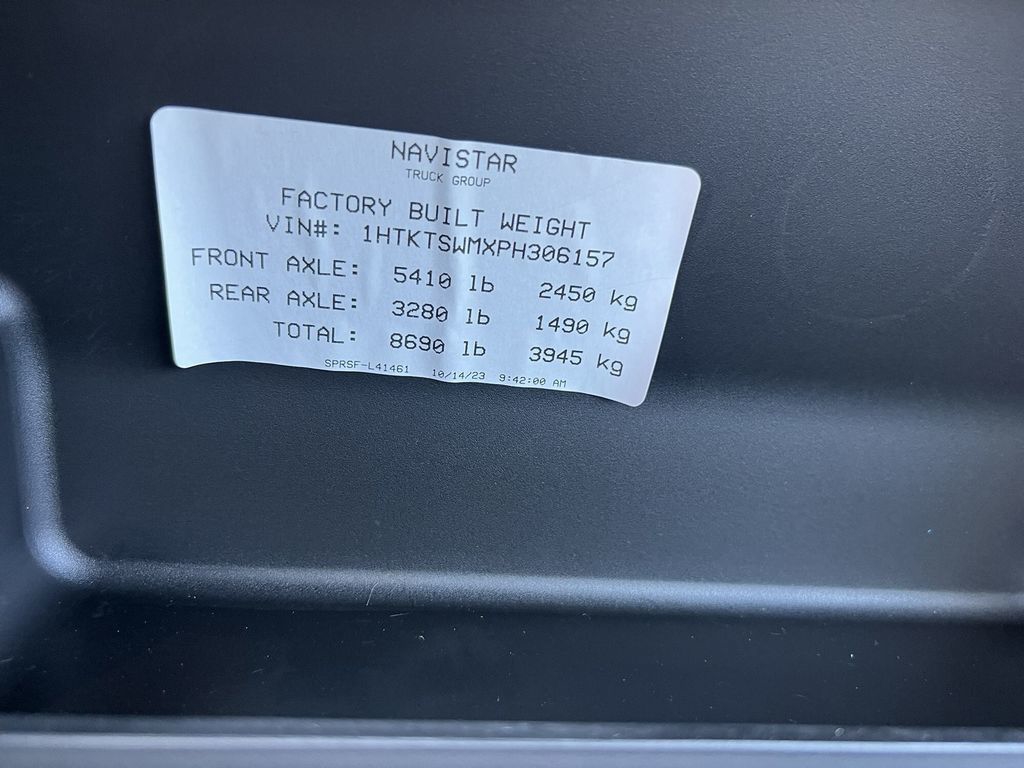 NAVISTAR
TRUCK GROUP
FACTORY BUILT WEIGHT
VIN#: 1HTKTSWMXPH306157
FRONT AXLE: 5410 lb 2450 kg
REAR AXLE: 3280 lb 1490 kg
TOTAL: 8690 lb 3945 kg
SPRSF-L41461 10/14/23 9:42:00 AM